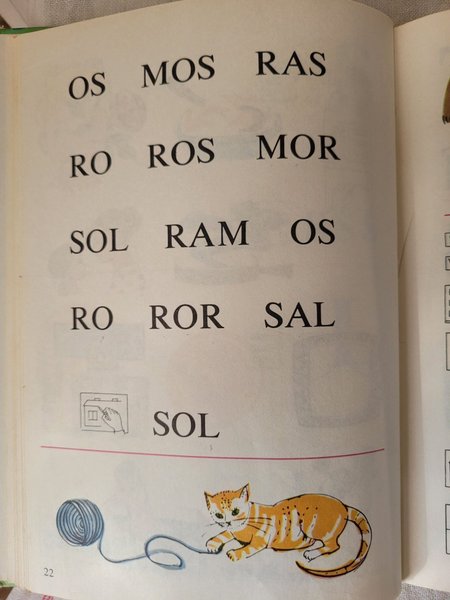 OS MOS RAS
RO ROS MOR
SOL RAM OS
RO ROR SAL
SOL
22